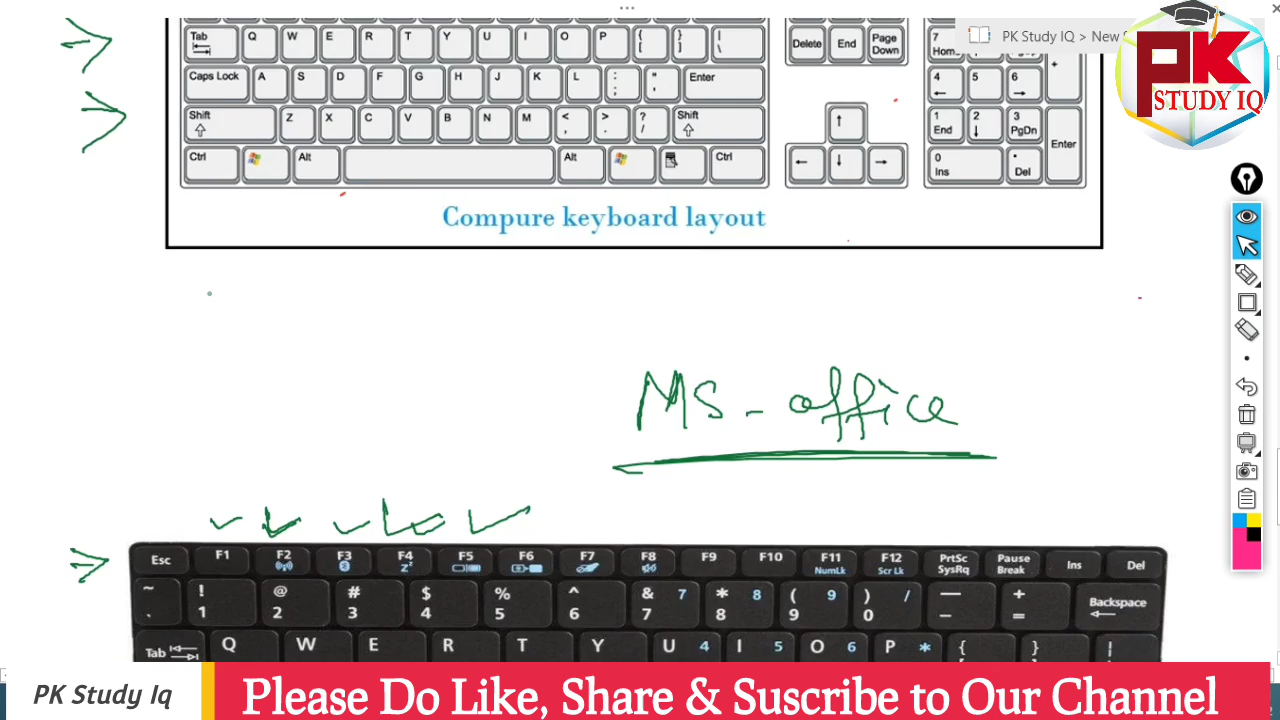 PK Study IQ > New
PK
STUDY IQ
Tab Q W E R T Y U I O P { [ } ] | \ Delete End Page Down 7 Home +
Caps Lock A S D F G H J K L : ; " ' Enter 4 5 6
Shift Z X C V B N M < , > . ? / Shift 1 End 2 3 PgDn Enter
Ctrl Alt Alt Ctrl 0 Ins . Del
Compure keyboard layout
MS - office
Esc F1 F2 F3 F4 F5 F6 F7 F8 F9 F10 F11 NumLk F12 Scr Lk PrtSc SysRq Pause Break Ins Del
~ ! 1 @ 2 # 3 $ 4 % 5 ^ 6 & 7 7 * 8 8 ( 9 9 ) 0 / — – + = Backspace
Tab Q W E R T Y U 4 I 5 O 6 P * { [ } ] |
PK Study Iq
Please Do Like, Share & Suscribe to Our Channel